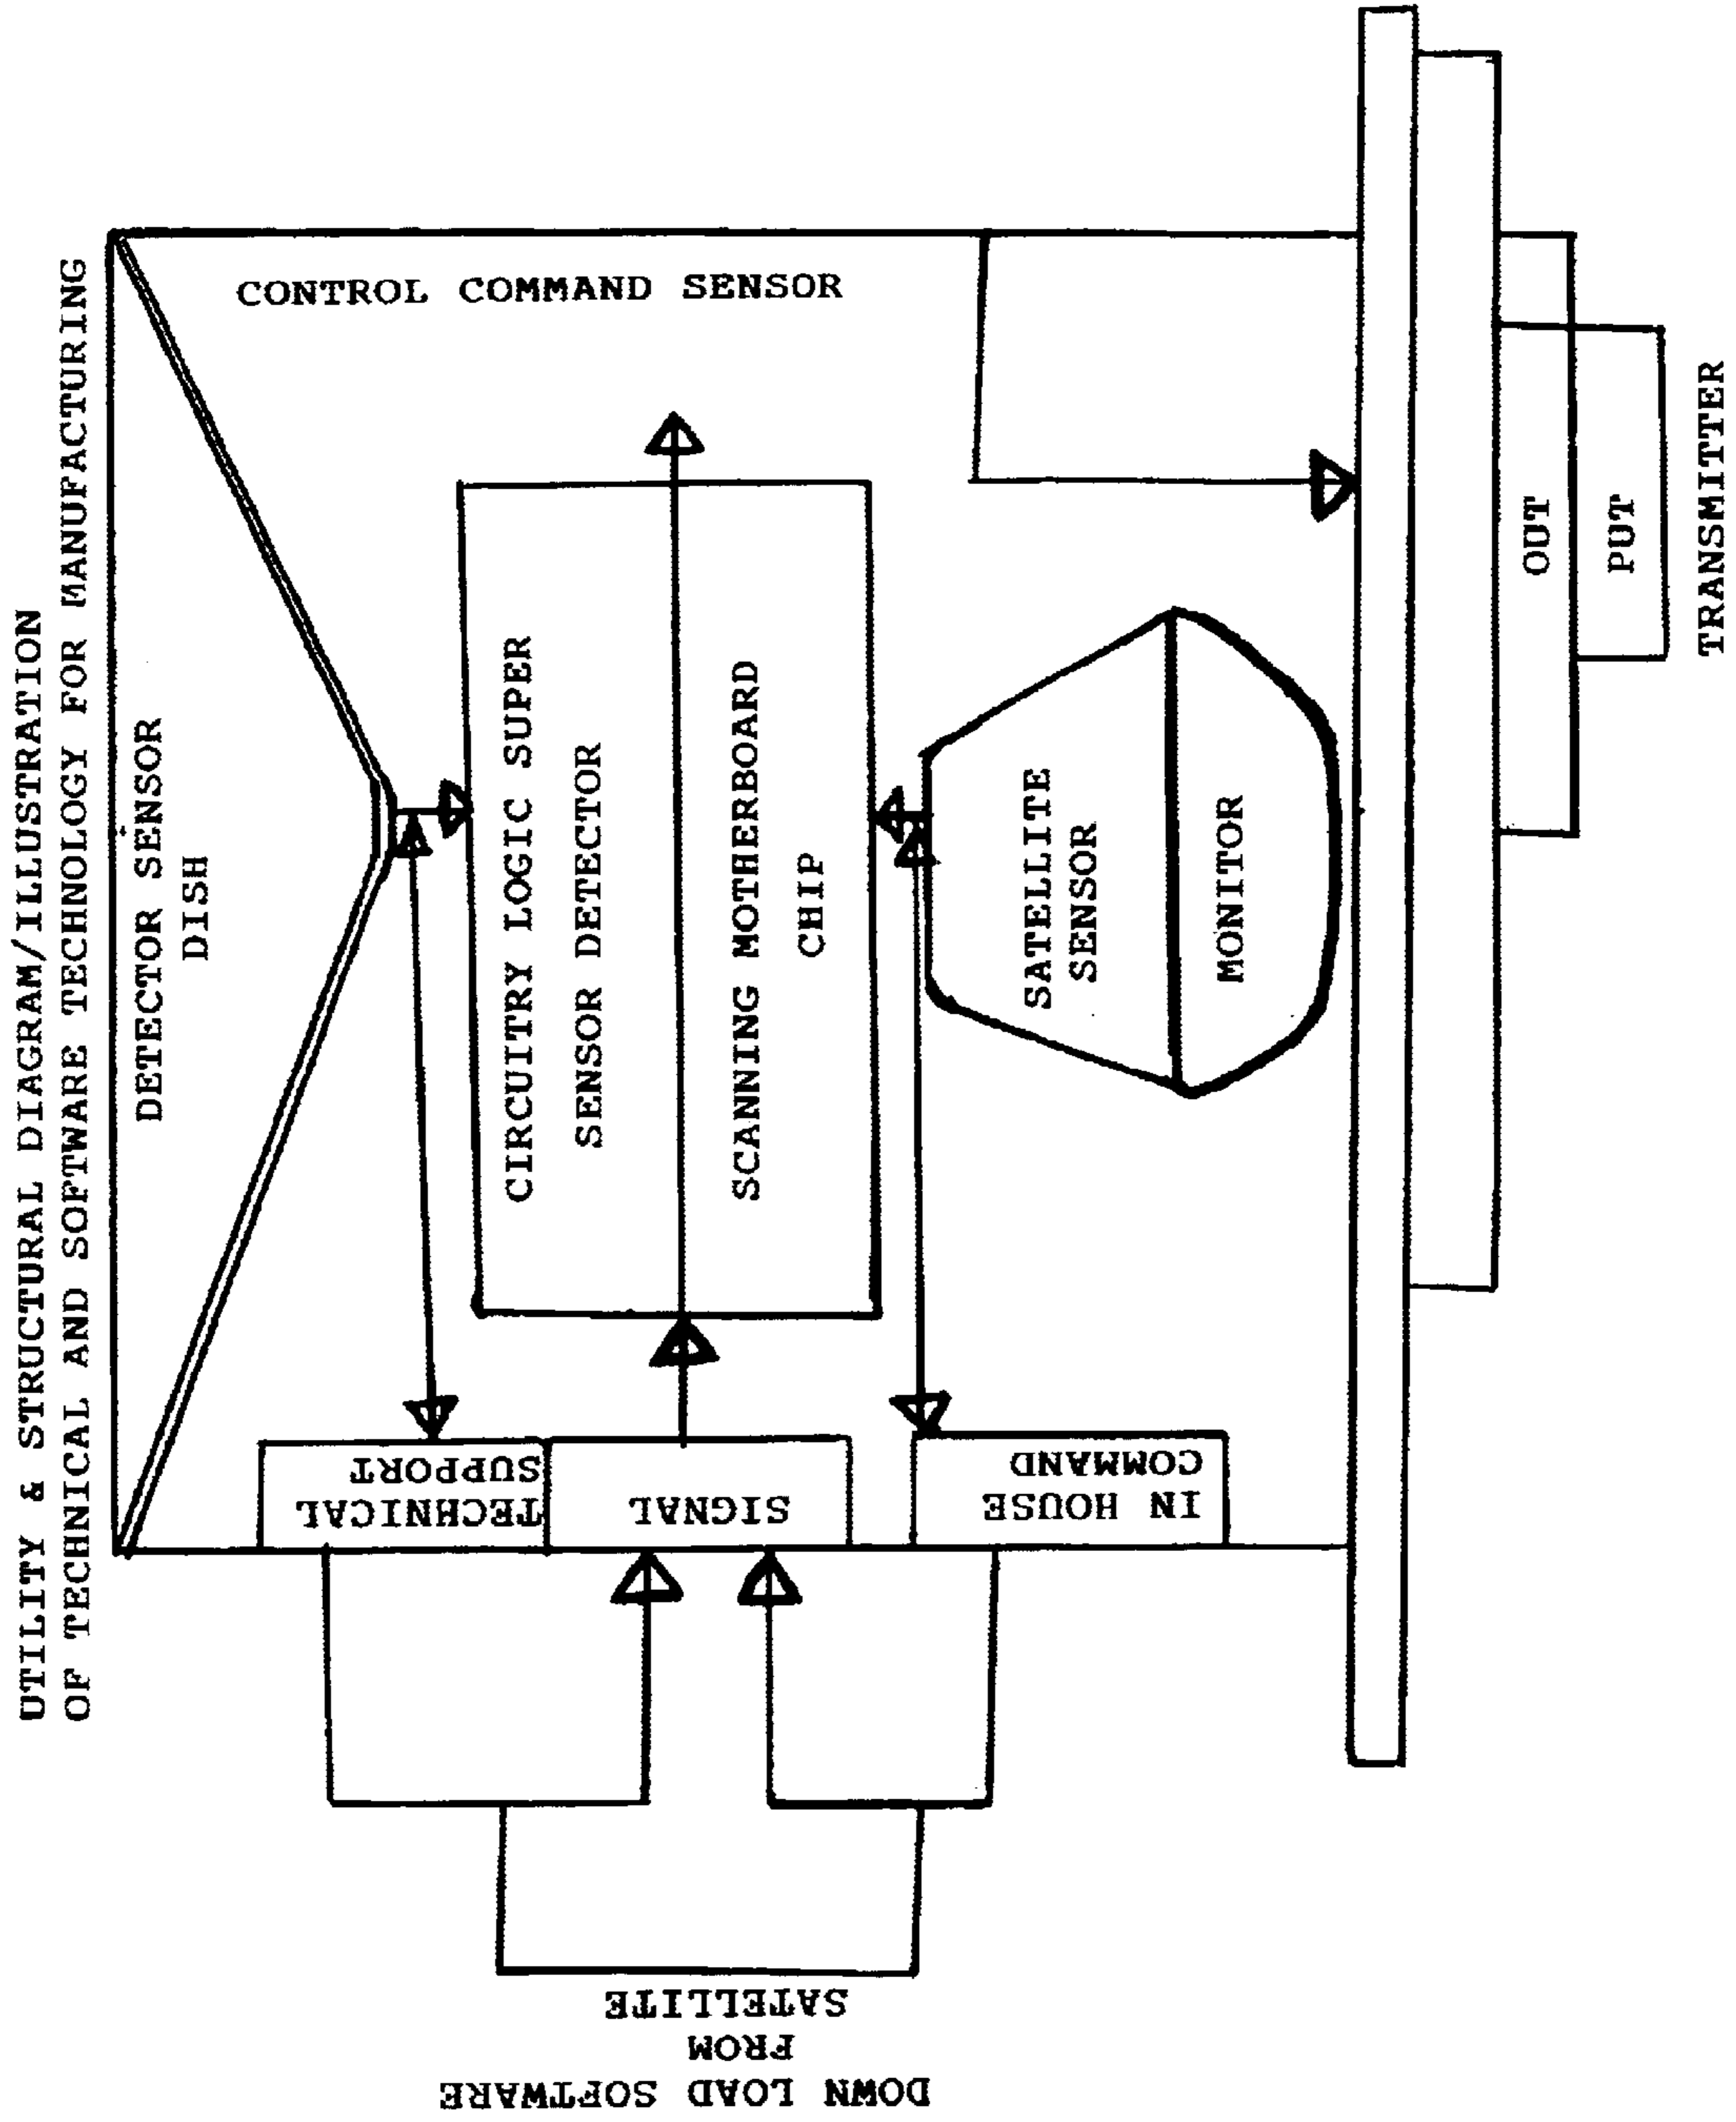 UTILITY & STRUCTURAL DIAGRAM/ILLUSTRATION
OF TECHNICAL AND SOFTWARE TECHNOLOGY FOR MANUFACTURING
DETECTOR SENSOR
DISH
CONTROL COMMAND SENSOR
CIRCUITRY LOGIC SUPER
SENSOR DETECTOR
SCANNING MOTHERBOARD
CHIP
SATELLITE
SENSOR
MONITOR
TECHNICAL
SUPPORT
SIGNAL
IN HOUSE
COMMAND
DOWN LOAD SOFTWARE
FROM
SATELLITE
OUT
PUT
TRANSMITTER